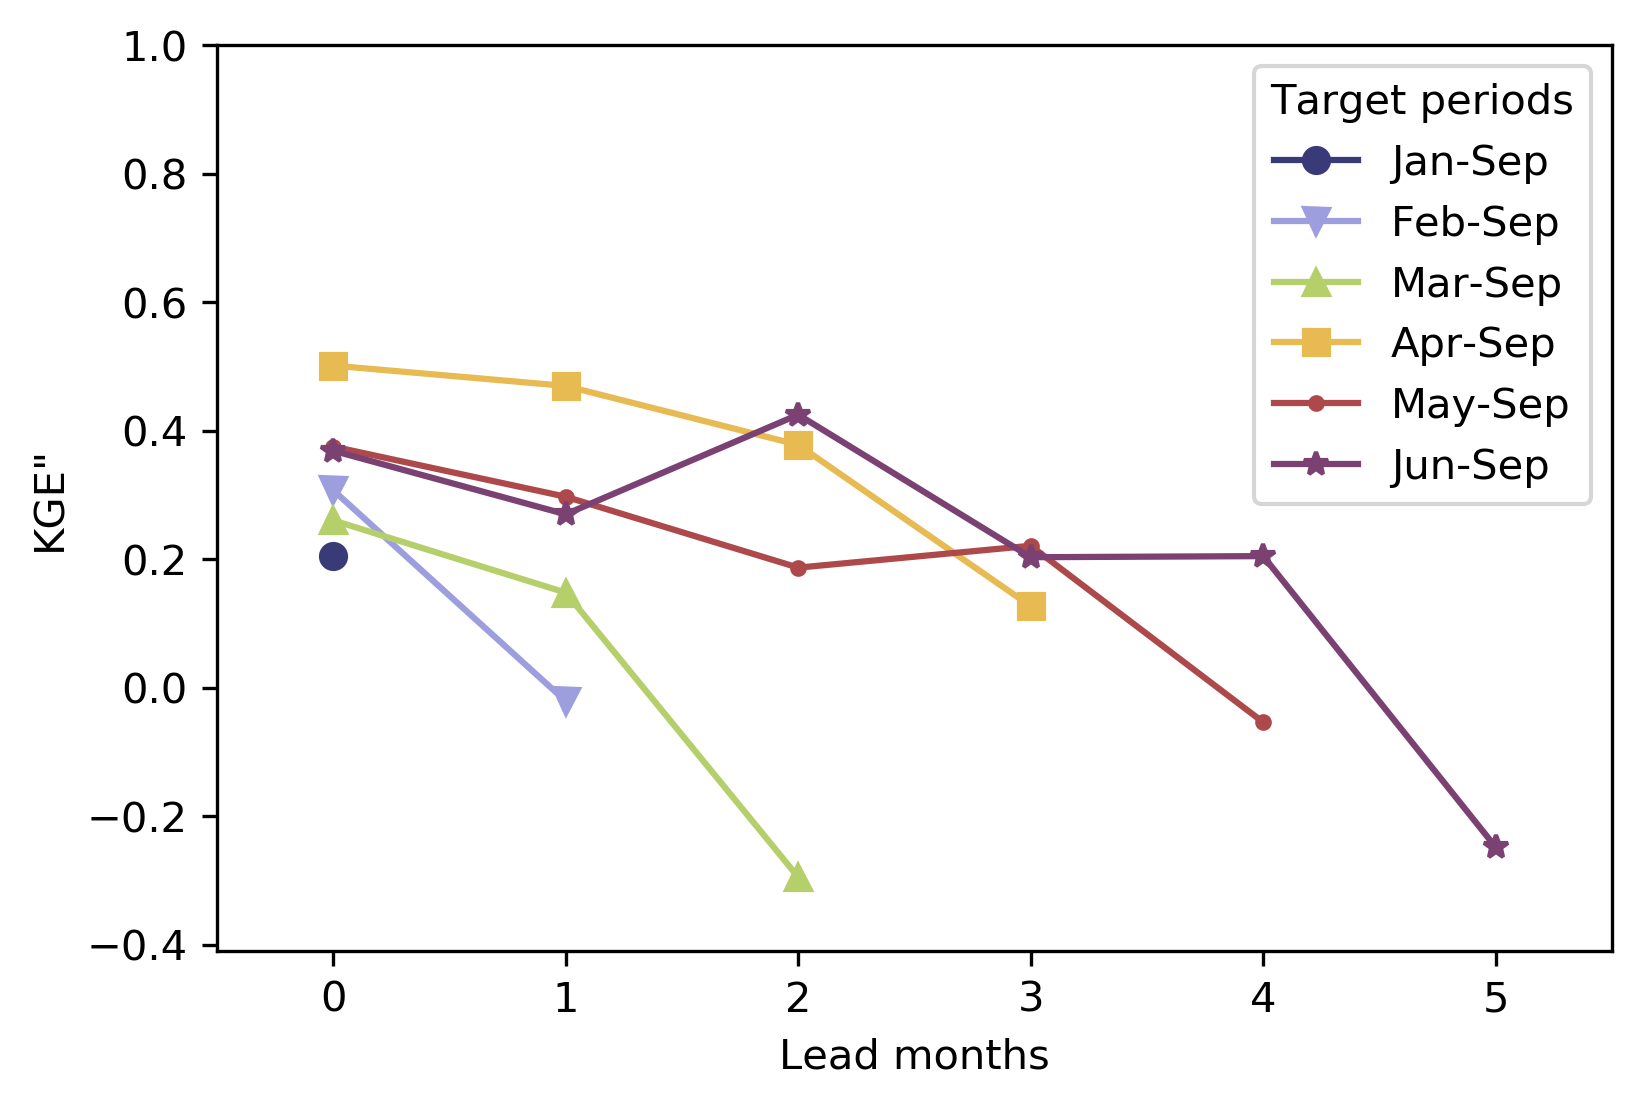 1.0
0.8
0.6
0.4
0.2
0.0
−0.2
−0.4
KGE"
0 1 2 3 4 5
Lead months
Target periods
Jan-Sep
Feb-Sep
Mar-Sep
Apr-Sep
May-Sep
Jun-Sep